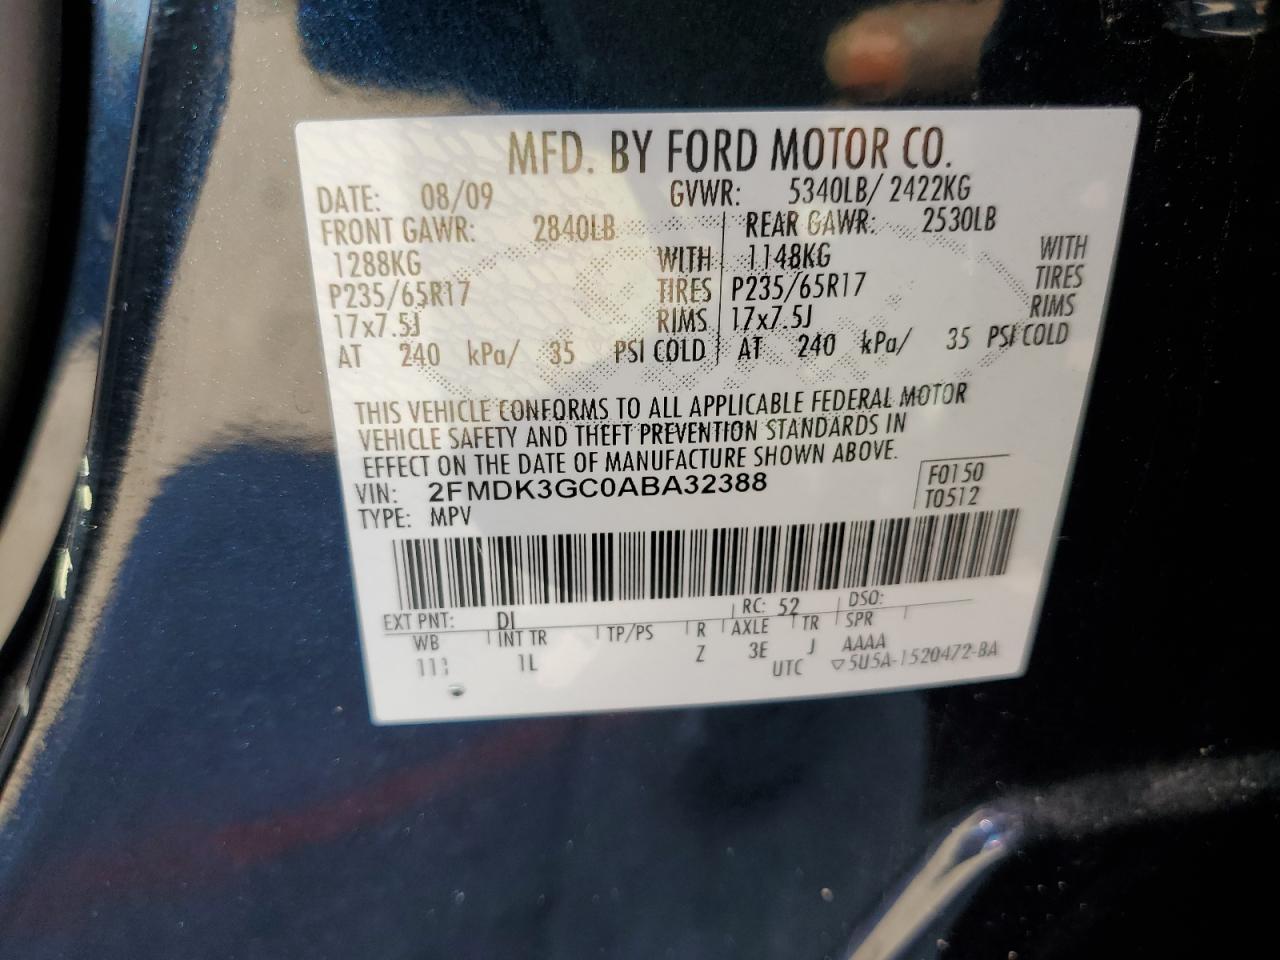 MFD. BY FORD MOTOR CO.
DATE: 08/09 GVWR: 5340LB/ 2422KG
FRONT GAWR: 2840LB REAR GAWR: 2530LB
1288KG WITH 1148KG WITH
P235/65R17 TIRES P235/65R17 TIRES
17x7.5J RIMS 17x7.5J RIMS
AT 240 kPa/ 35 PSI COLD AT 240 kPa/ 35 PSI COLD
THIS VEHICLE CONFORMS TO ALL APPLICABLE FEDERAL MOTOR
VEHICLE SAFETY AND THEFT PREVENTION STANDARDS IN
EFFECT ON THE DATE OF MANUFACTURE SHOWN ABOVE.
VIN: 2FMDK3GC0ABA32388 F0150
TYPE: MPV T0512
EXT PNT: DI RC: 52 DSO:
WB INT TR TP/PS R AXLE TR SPR
1L Z 3E J AAAA
UTC ▽5U5A-1520472-BA